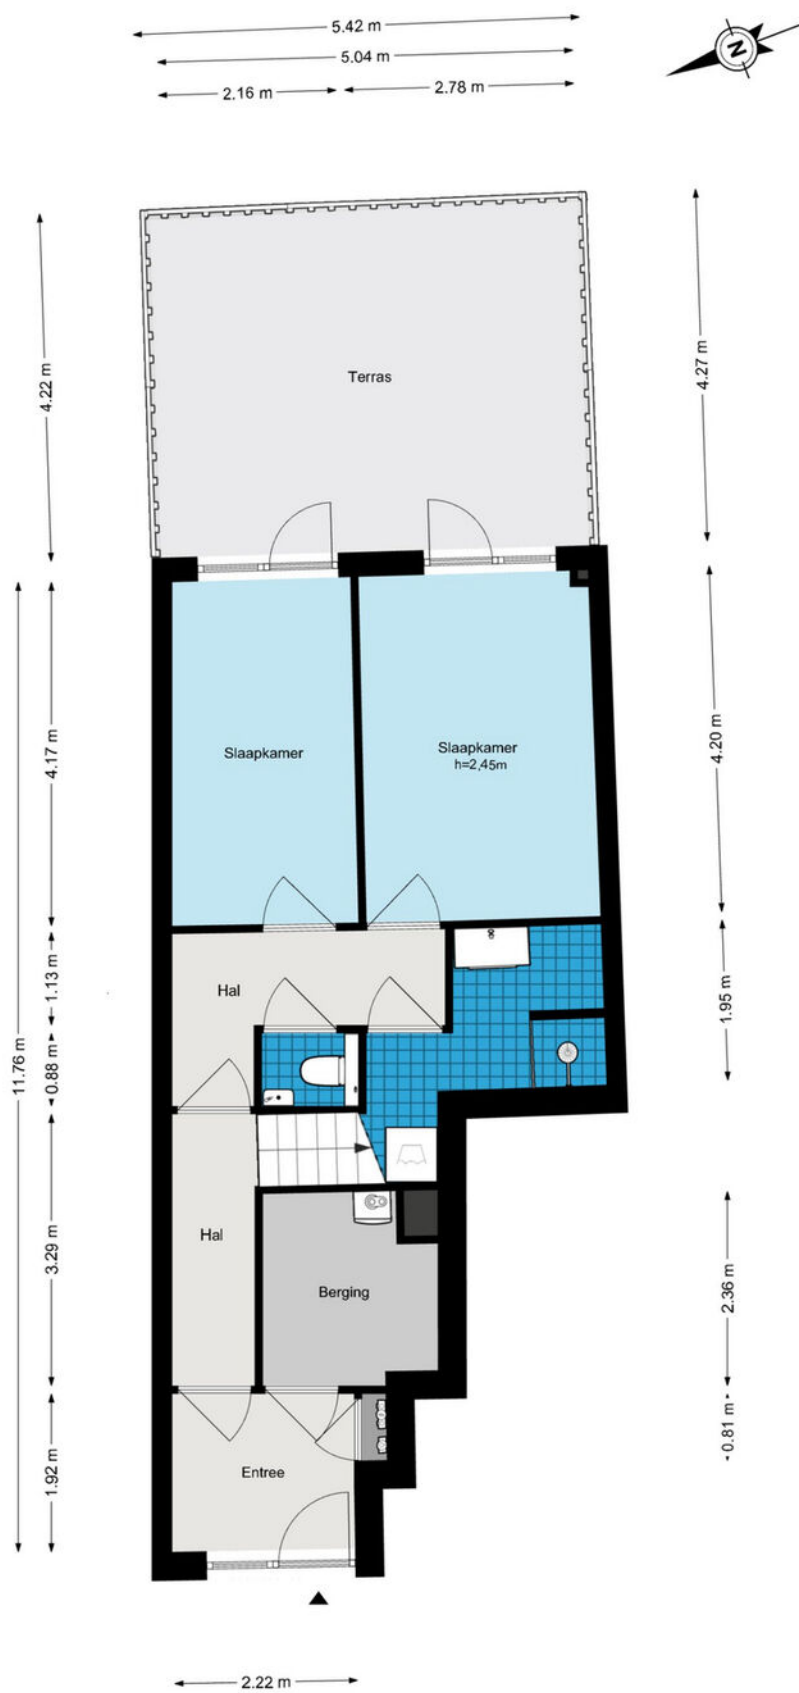 5.42 m
5.04 m
2.16 m
2.78 m
N
4.22 m
4.27 m
Terras
11.76 m
4.17 m
4.20 m
Slaapkamer
Slaapkamer
h=2,45m
1.13 m
1.95 m
Hal
0.88 m
3.29 m
Hal
2.36 m
Berging
0.81 m
1.92 m
Entree
2.22 m